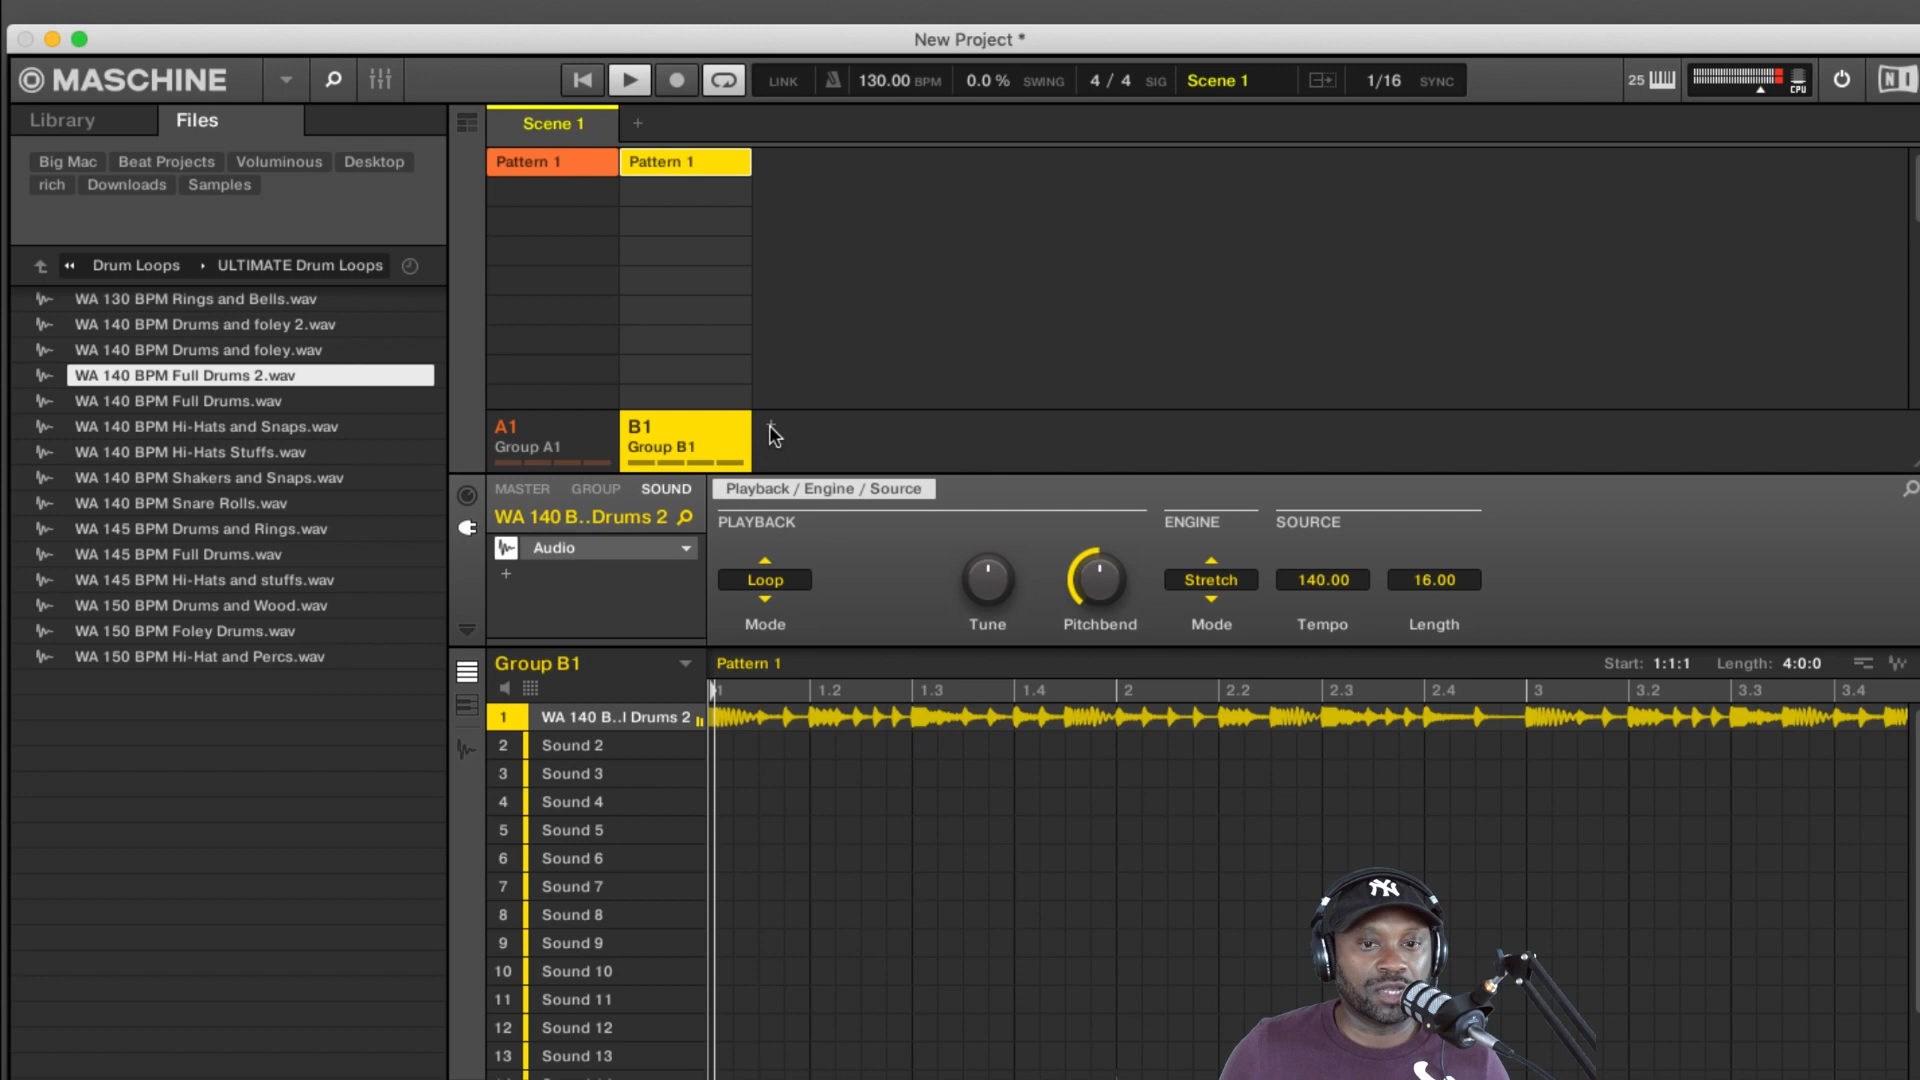 New Project *
MASCHINE
LINK 130.00 BPM 0.0 % SWING 4 / 4 SIG Scene 1 1/16 SYNC 25 CPU NI
Library Files
Big Mac Beat Projects Voluminous Desktop
rich Downloads Samples
Drum Loops ULTIMATE Drum Loops
WA 130 BPM Rings and Bells.wav
WA 140 BPM Drums and foley 2.wav
WA 140 BPM Drums and foley.wav
WA 140 BPM Full Drums 2.wav
WA 140 BPM Full Drums.wav
WA 140 BPM Hi-Hats and Snaps.wav
WA 140 BPM Hi-Hats Stuffs.wav
WA 140 BPM Shakers and Snaps.wav
WA 140 BPM Snare Rolls.wav
WA 145 BPM Drums and Rings.wav
WA 145 BPM Full Drums.wav
WA 145 BPM Hi-Hats and stuffs.wav
WA 150 BPM Drums and Wood.wav
WA 150 BPM Foley Drums.wav
WA 150 BPM Hi-Hat and Percs.wav
Scene 1 +
Pattern 1 Pattern 1
A1 B1
Group A1 Group B1
MASTER GROUP SOUND Playback / Engine / Source
WA 140 B..Drums 2
PLAYBACK ENGINE SOURCE
Audio
+
Loop Stretch 140.00 16.00
Mode Tune Pitchbend Mode Tempo Length
Group B1 Pattern 1 Start: 1:1:1 Length: 4:0:0
1 1.2 1.3 1.4 2 2.2 2.3 2.4 3 3.2 3.3 3.4
1 WA 140 B..l Drums 2
2 Sound 2
3 Sound 3
4 Sound 4
5 Sound 5
6 Sound 6
7 Sound 7
8 Sound 8
9 Sound 9
10 Sound 10
11 Sound 11
12 Sound 12
13 Sound 13
NY